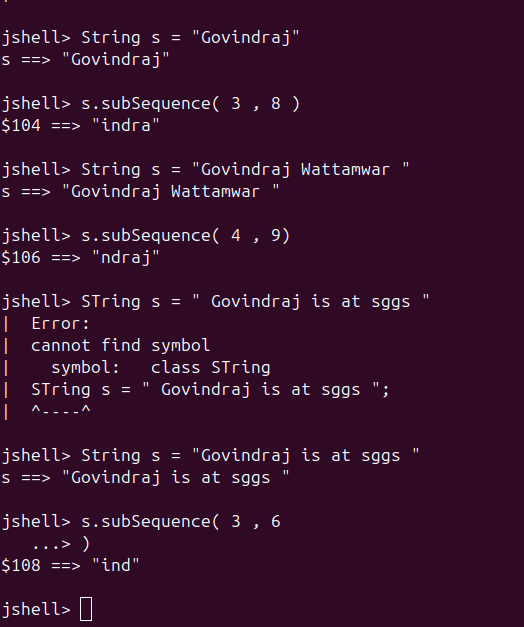 jshell> String s = "Govindraj"
s ==> "Govindraj"
jshell> s.subSequence( 3 , 8 )
$104 ==> "indra"
jshell> String s = "Govindraj Wattamwar "
s ==> "Govindraj Wattamwar "
jshell> s.subSequence( 4 , 9)
$106 ==> "ndraj"
jshell> STring s = " Govindraj is at sggs "
|  Error:
|  cannot find symbol
|    symbol:   class STring
|  STring s = " Govindraj is at sggs ";
|  ^----^
jshell> String s = "Govindraj is at sggs "
s ==> "Govindraj is at sggs "
jshell> s.subSequence( 3 , 6
   ...> )
$108 ==> "ind"
jshell>